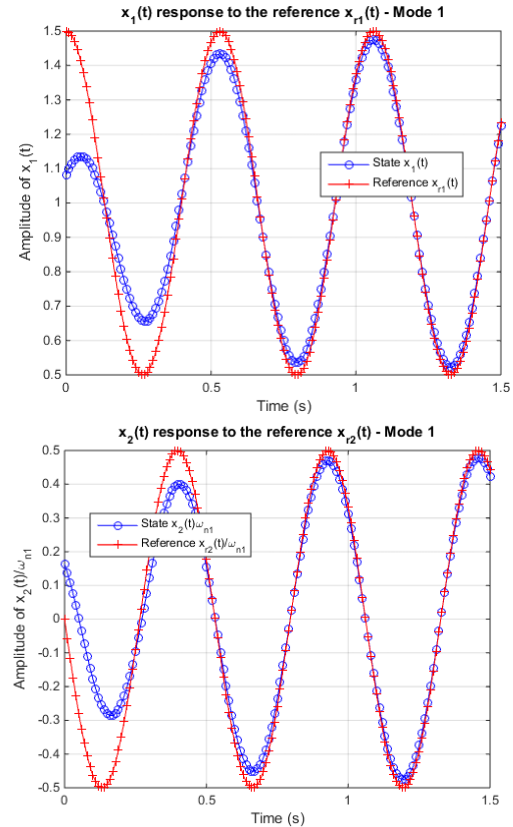 x₁(t) response to the reference xᵣ₁(t) - Mode 1
Amplitude of x₁(t)
1.5
1.4
1.3
1.2
1.1
1
0.9
0.8
0.7
0.6
0.5
State x₁(t)
Reference xᵣ₁(t)
0 0.5 1 1.5
Time (s)
x₂(t) response to the reference xᵣ₂(t) - Mode 1
Amplitude of x₂(t)/ωₙ₁
0.5
0.4
0.3
0.2
0.1
0
-0.1
-0.2
-0.3
-0.4
-0.5
State x₂(t)ωₙ₁
Reference xᵣ₂(t)/ωₙ₁
0 0.5 1 1.5
Time (s)